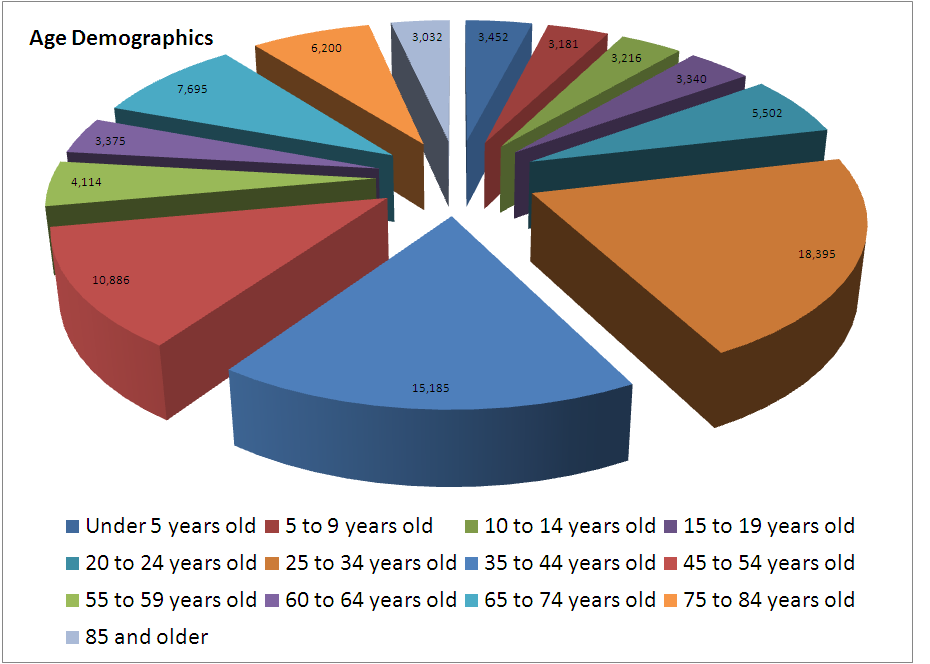 Age Demographics
3,032
3,452
3,181
3,216
3,340
5,502
18,395
15,185
10,886
4,114
3,375
7,695
6,200
Under 5 years old 5 to 9 years old 10 to 14 years old 15 to 19 years old
20 to 24 years old 25 to 34 years old 35 to 44 years old 45 to 54 years old
55 to 59 years old 60 to 64 years old 65 to 74 years old 75 to 84 years old
85 and older